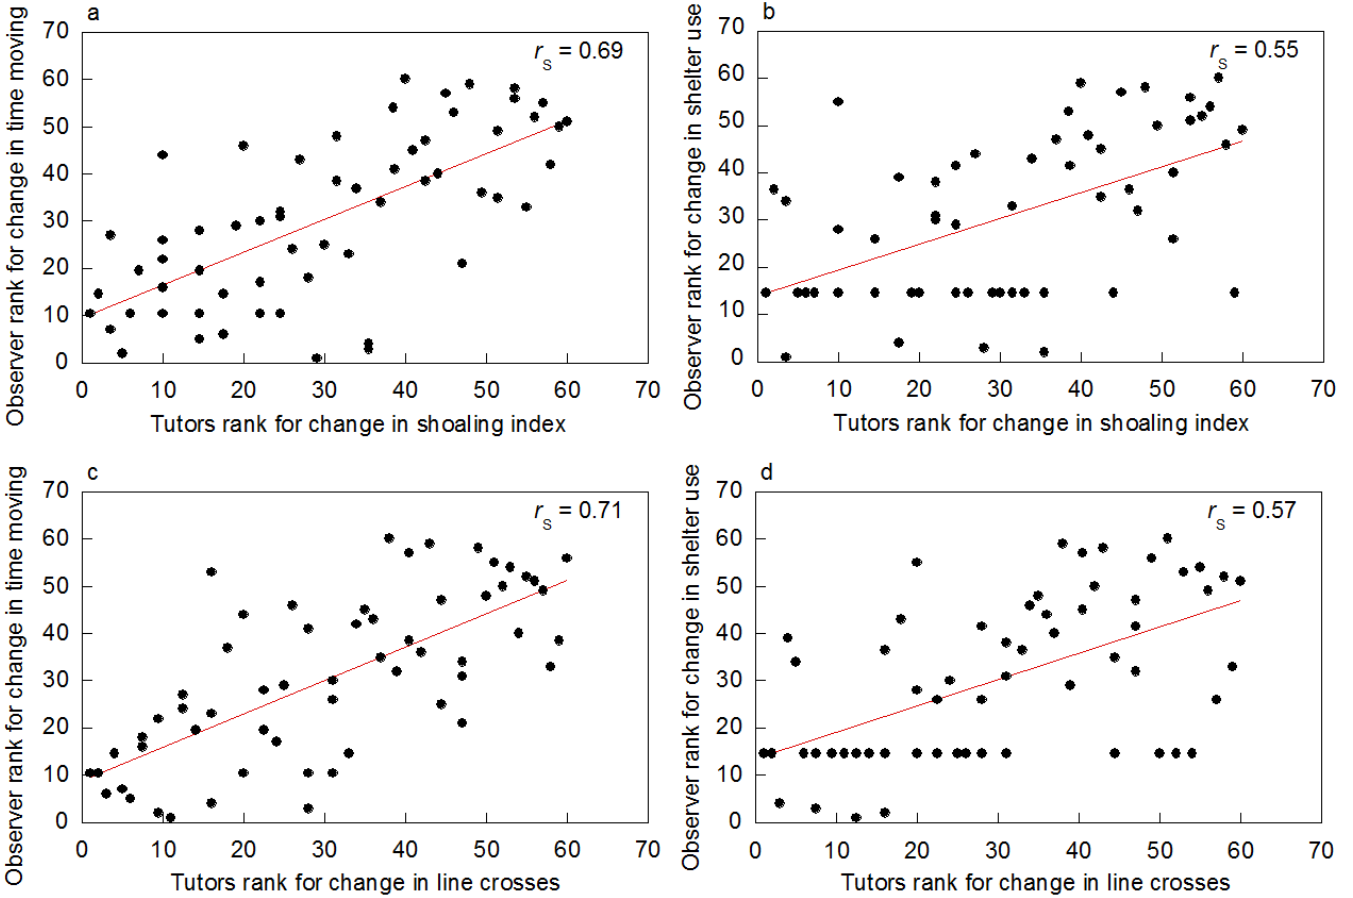 a
r_S = 0.69
Observer rank for change in time moving
70
60
50
40
30
20
10
0
0 10 20 30 40 50 60 70
Tutors rank for change in shoaling index
b
r_S = 0.55
Observer rank for change in shelter use
70
60
50
40
30
20
10
0
0 10 20 30 40 50 60 70
Tutors rank for change in shoaling index
c
r_S = 0.71
Observer rank for change in time moving
70
60
50
40
30
20
10
0
0 10 20 30 40 50 60 70
Tutors rank for change in line crosses
d
r_S = 0.57
Observer rank for change in shelter use
70
60
50
40
30
20
10
0
0 10 20 30 40 50 60 70
Tutors rank for change in line crosses